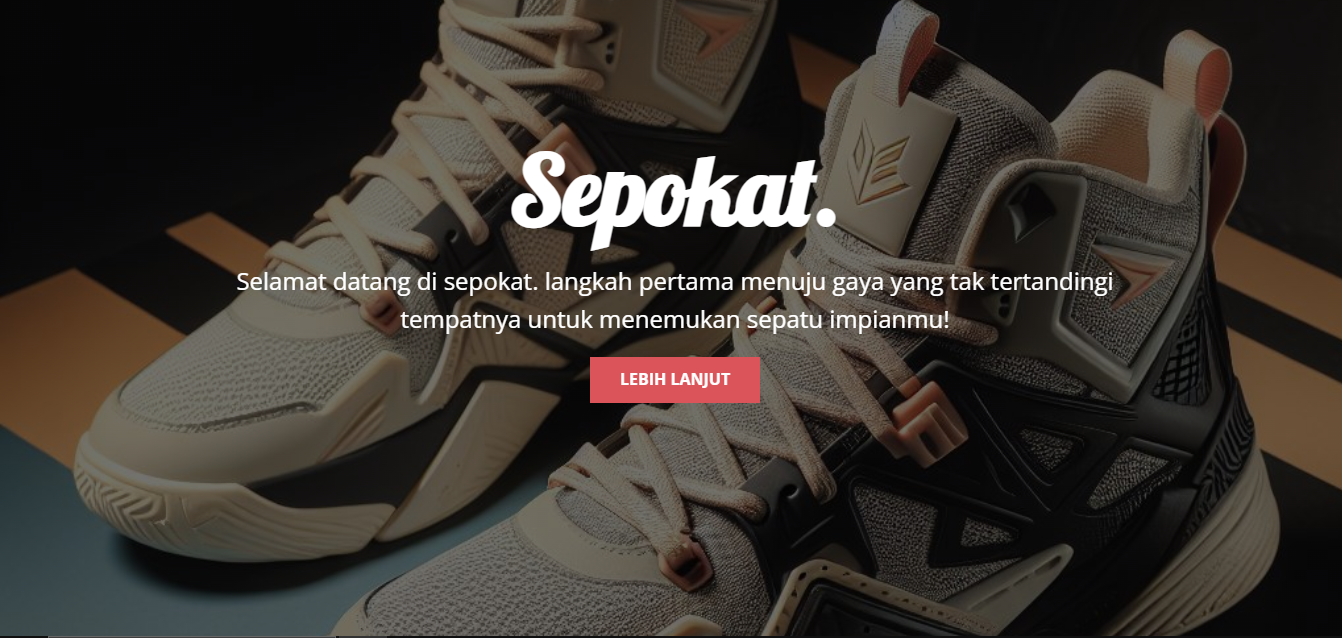 Sepokat.
Selamat datang di sepokat. langkah pertama menuju gaya yang tak tertandingi
tempatnya untuk menemukan sepatu impianmu!
LEBIH LANJUT